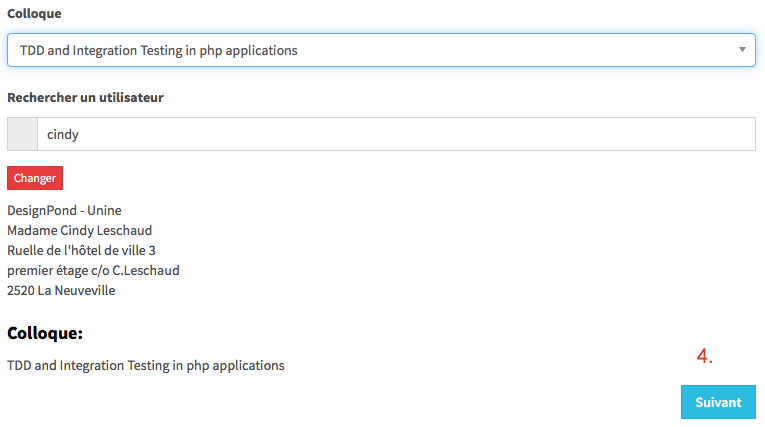 Colloque
TDD and Integration Testing in php applications
Rechercher un utilisateur
cindy
Changer
DesignPond - Unine
Madame Cindy Leschaud
Ruelle de l'hôtel de ville 3
premier étage c/o C.Leschaud
2520 La Neuveville
Colloque:
TDD and Integration Testing in php applications
4.
Suivant